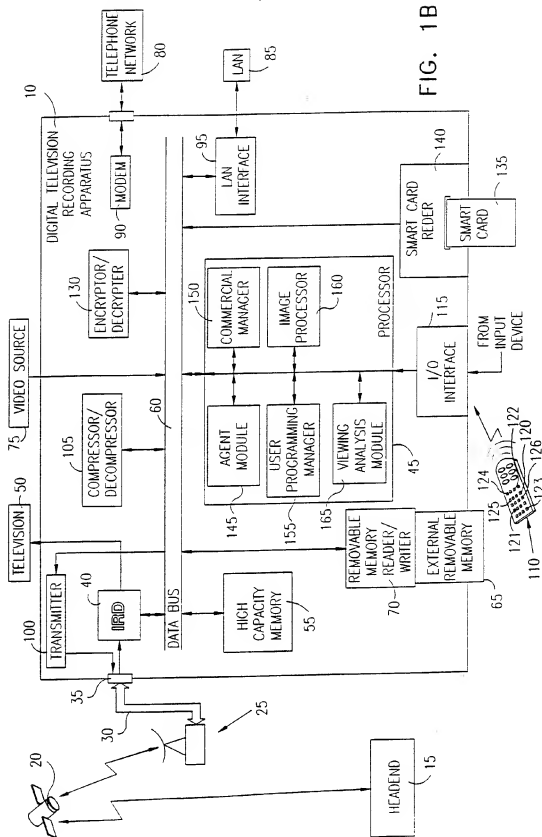 FIG. 1B
DIGITAL TELEVISION
RECORDING
APPARATUS
10
TELEPHONE
NETWORK
80
MODEM
90
LAN
85
LAN
INTERFACE
95
VIDEO SOURCE
75
ENCRYPTOR/
DECRYPTER
130
COMPRESSOR/
DECOMPRESSOR
105
TELEVISION
50
TRANSMITTER
100
IRD
40
35
30
25
20
HEADEND
15
DATA BUS
60
HIGH
CAPACITY
MEMORY
55
COMMERCIAL
MANAGER
150
IMAGE
PROCESSOR
160
PROCESSOR
AGENT MODULE
145
USER
PROGRAMMING
MANAGER
155
VIEWING
ANALYSIS
MODULE
165
45
SMART CARD
REDER
140
SMART
CARD
135
I/O
INTERFACE
115
FROM INPUT
DEVICE
REMOVABLE
MEMORY
READER/
WRITER
70
EXTERNAL
REMOVABLE
MEMORY
65
110
121
125
124
122
120
126
123